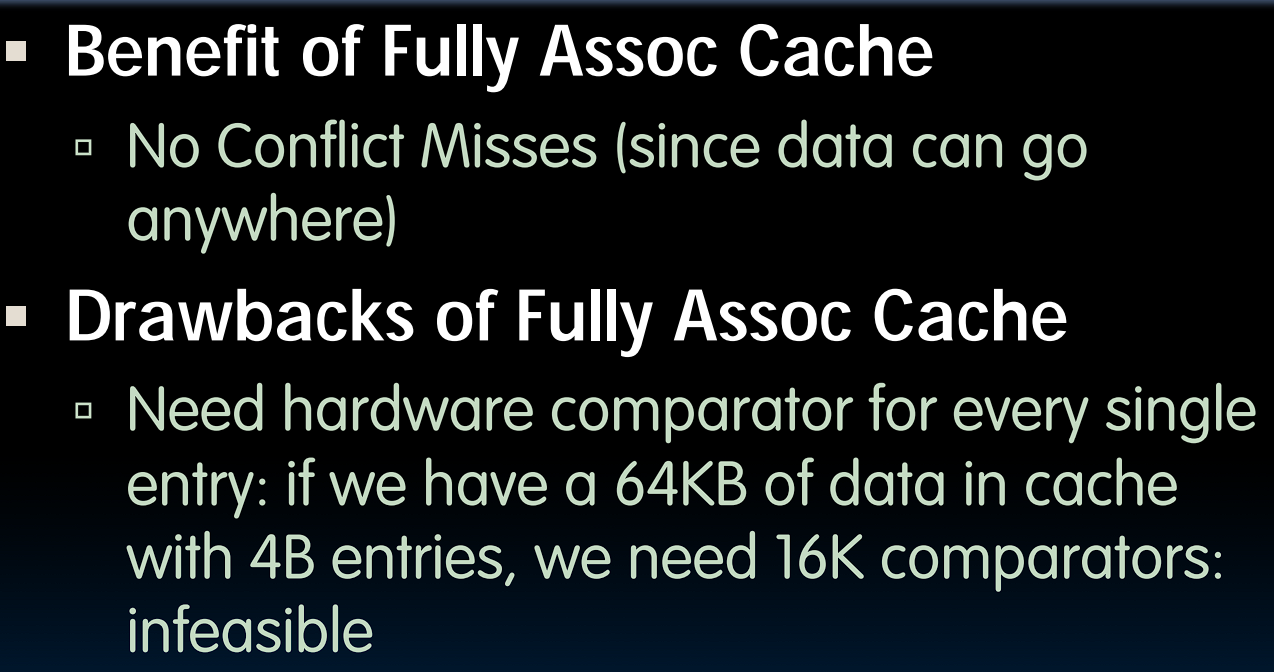 Benefit of Fully Assoc Cache
No Conflict Misses (since data can go
anywhere)
Drawbacks of Fully Assoc Cache
Need hardware comparator for every single
entry: if we have a 64KB of data in cache
with 4B entries, we need 16K comparators:
infeasible